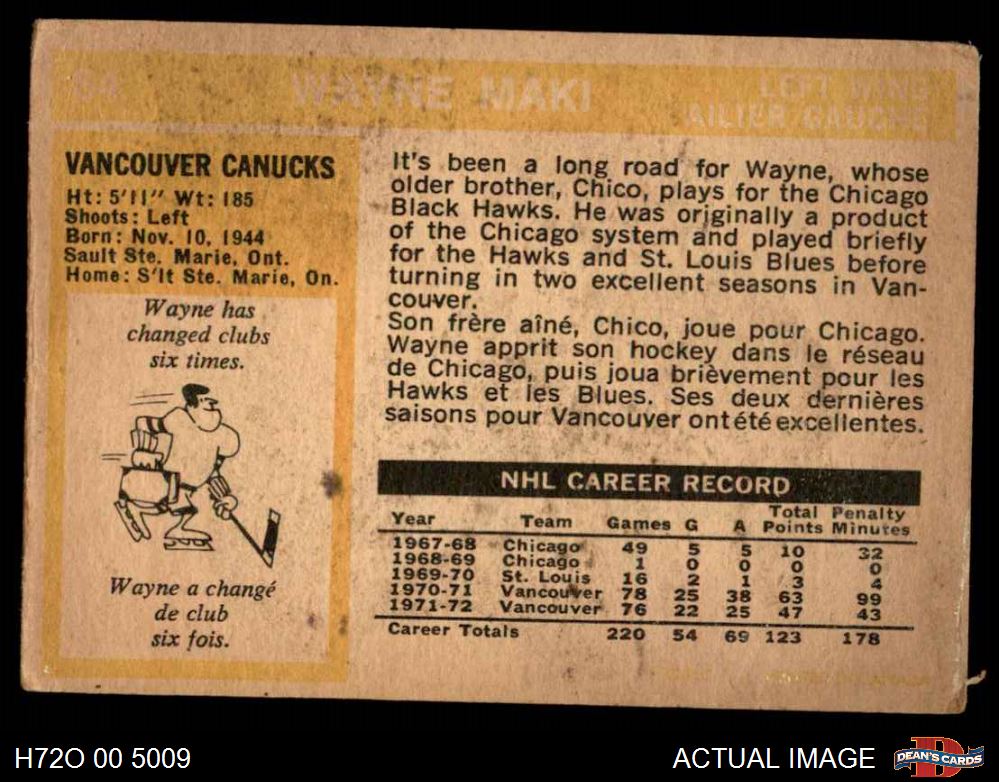 64 WAYNE MAKI LEFT WING
AILIER GAUCHE
VANCOUVER CANUCKS
Ht: 5'11" Wt: 185
Shoots: Left
Born: Nov. 10, 1944
Sault Ste. Marie, Ont.
Home: S'lt Ste. Marie, On.
Wayne has
changed clubs
six times.
Wayne a changé
de club
six fois.
It's been a long road for Wayne, whose
older brother, Chico, plays for the Chicago
Black Hawks. He was originally a product
of the Chicago system and played briefly
for the Hawks and St. Louis Blues before
turning in two excellent seasons in Van-
couver.
Son frère aîné, Chico, joue pour Chicago.
Wayne apprit son hockey dans le réseau
de Chicago, puis joua brièvement pour les
Hawks et les Blues. Ses deux dernières
saisons pour Vancouver ont été excellentes.
NHL CAREER RECORD
Total Penalty
Year Team Games G A Points Minutes
1967-68 Chicago 49 5 5 10 32
1968-69 Chicago 1 0 0 0 0
1969-70 St. Louis 16 2 1 3 4
1970-71 Vancouver 78 25 38 63 99
1971-72 Vancouver 76 22 25 47 43
Career Totals 220 54 69 123 178
H72O 00 5009
ACTUAL IMAGE
D
DEAN'S CARDS